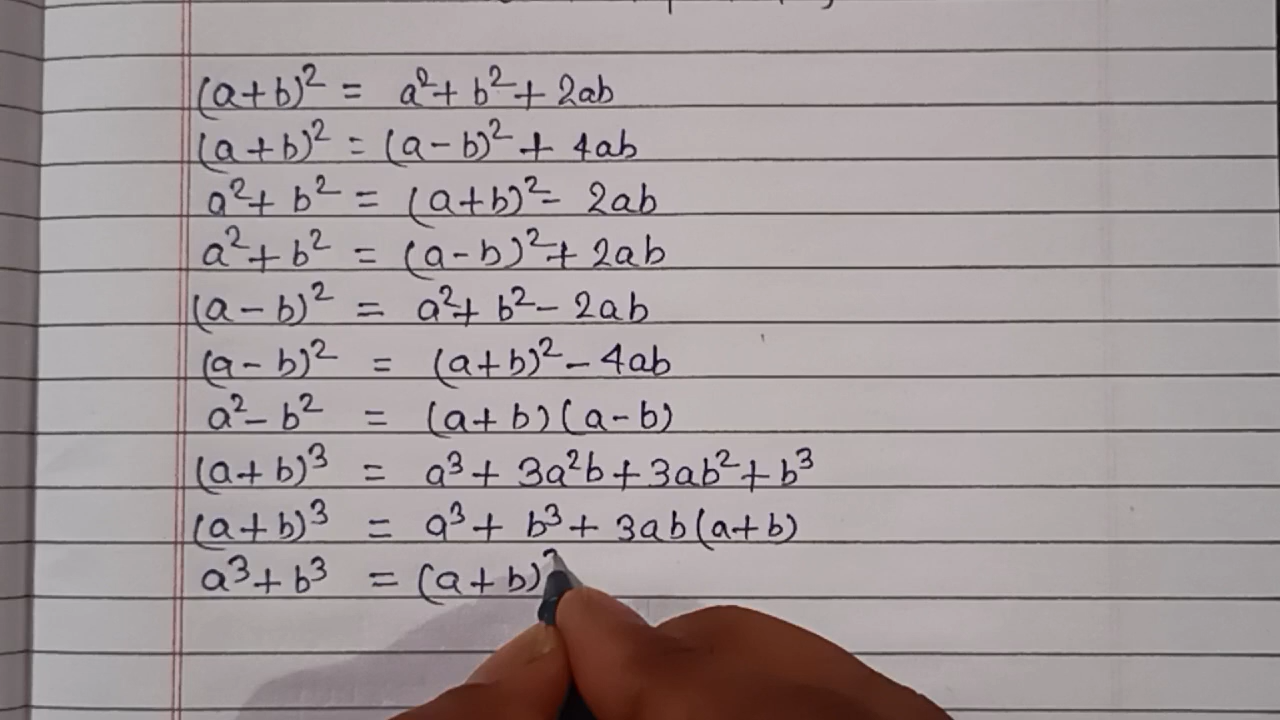 (a+b)² = a²+ b²+ 2ab
(a+b)² = (a-b)² + 4ab
a²+ b² = (a+b)²- 2ab
a²+ b² = (a-b)²+ 2ab
(a-b)² = a²+ b²- 2ab
(a-b)² = (a+b)²- 4ab
a²- b² = (a+b)(a-b)
(a+b)³ = a³ + 3a²b + 3ab² + b³
(a+b)³ = a³ + b³ + 3ab(a+b)
a³+ b³ = (a+b)